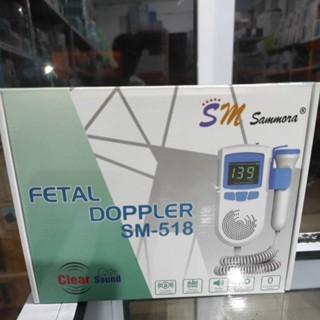 SM Sammora®
139
FETAL
DOPPLER
SM-518
Clear Sound